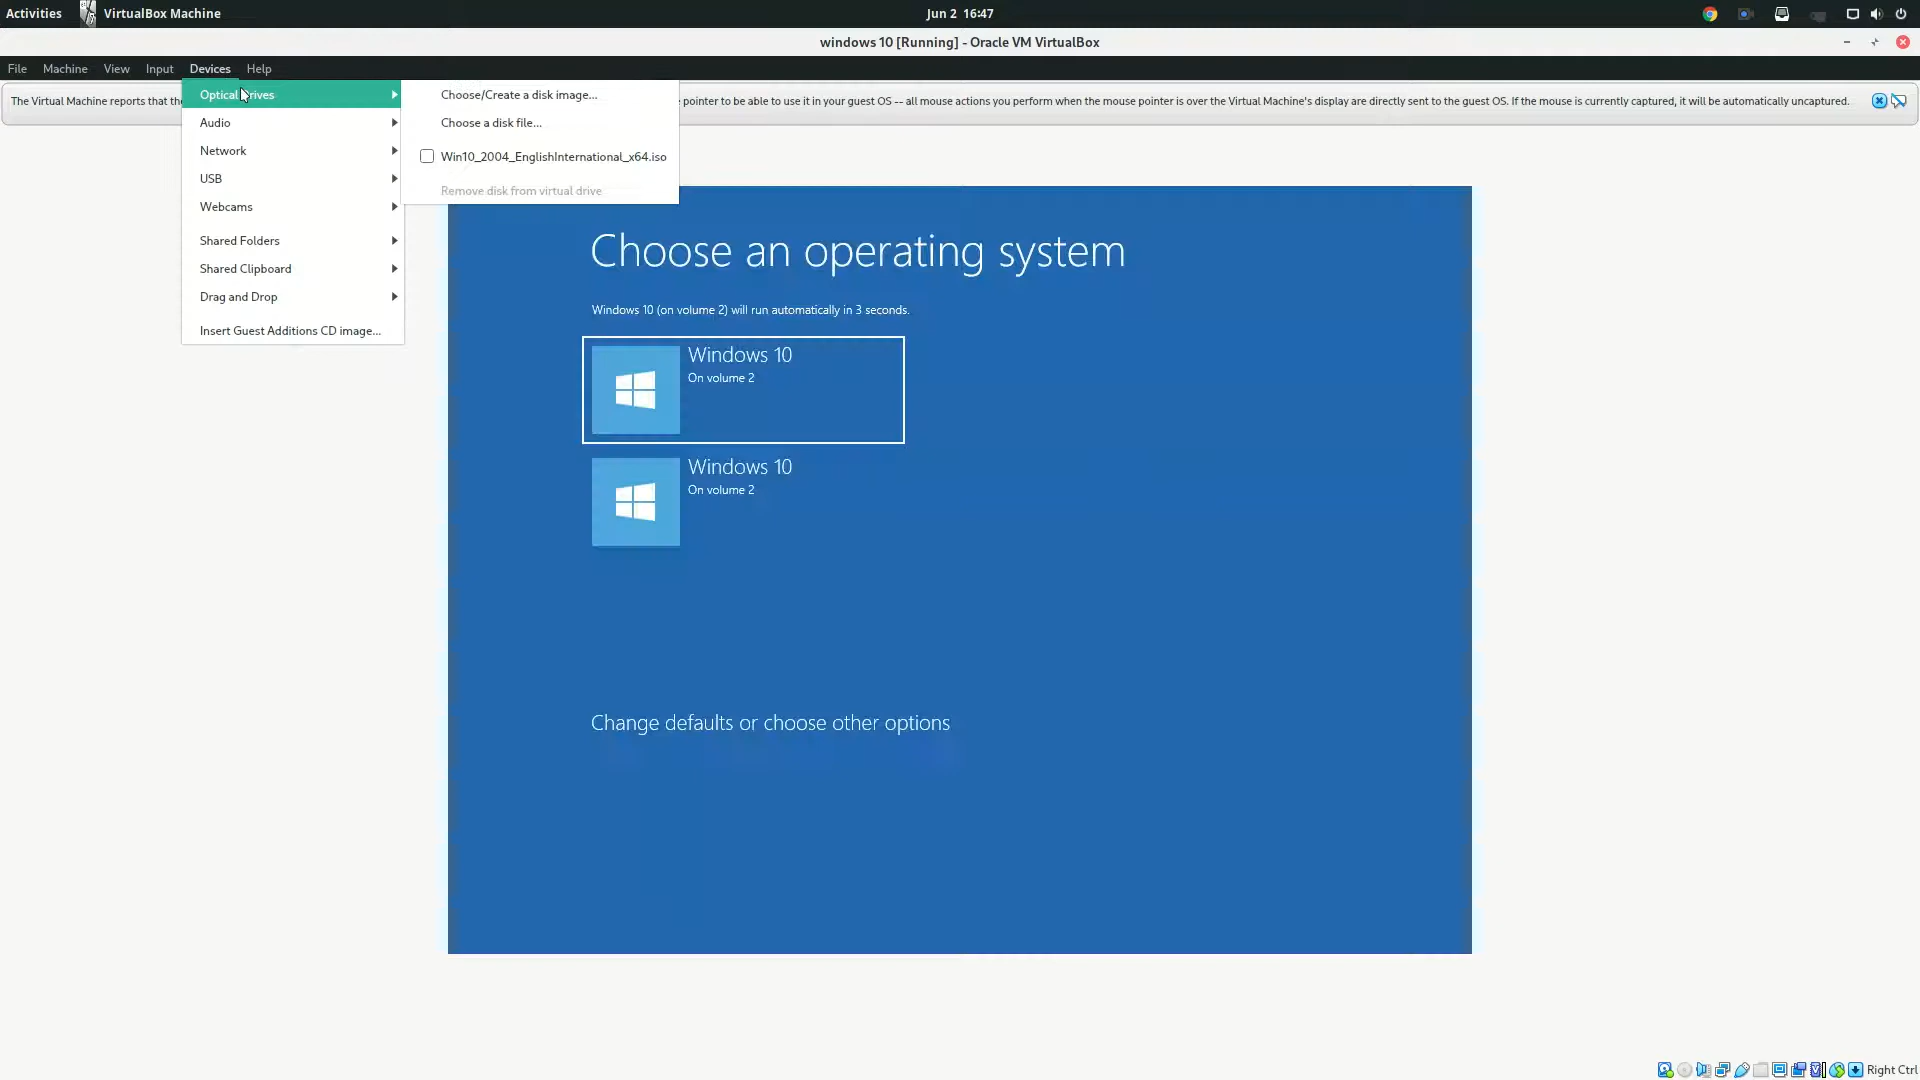 Activities VirtualBox Machine Jun 2 16:47
windows 10 [Running] - Oracle VM VirtualBox
File Machine View Input Devices Help
The Virtual Machine reports that the pointer to be able to use it in your guest OS -- all mouse actions you perform when the mouse pointer is over the Virtual Machine's display are directly sent to the guest OS. If the mouse is currently captured, it will be automatically uncaptured.
Optical Drives
Audio
Network
USB
Webcams
Shared Folders
Shared Clipboard
Drag and Drop
Insert Guest Additions CD image...
Choose/Create a disk image...
Choose a disk file...
Win10_2004_EnglishInternational_x64.iso
Remove disk from virtual drive
Choose an operating system
Windows 10 (on volume 2) will run automatically in 3 seconds.
Windows 10
On volume 2
Windows 10
On volume 2
Change defaults or choose other options
Right Ctrl